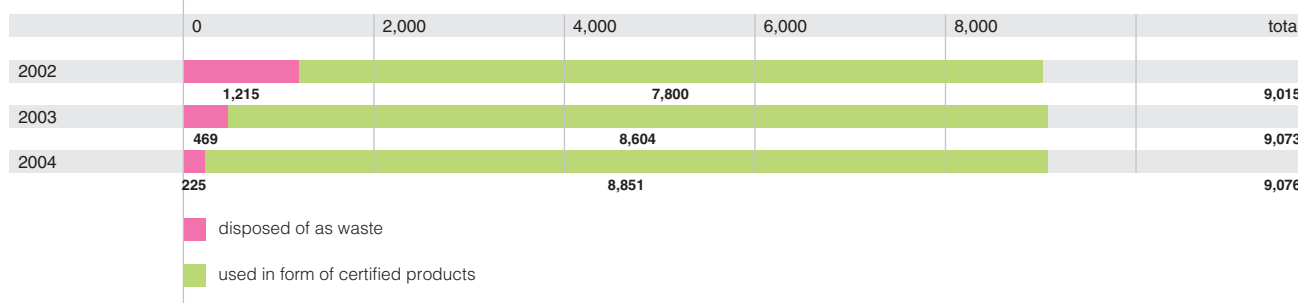 0 2,000 4,000 6,000 8,000 total
2002
1,215 7,800 9,015
2003
469 8,604 9,073
2004
225 8,851 9,076
disposed of as waste
used in form of certified products